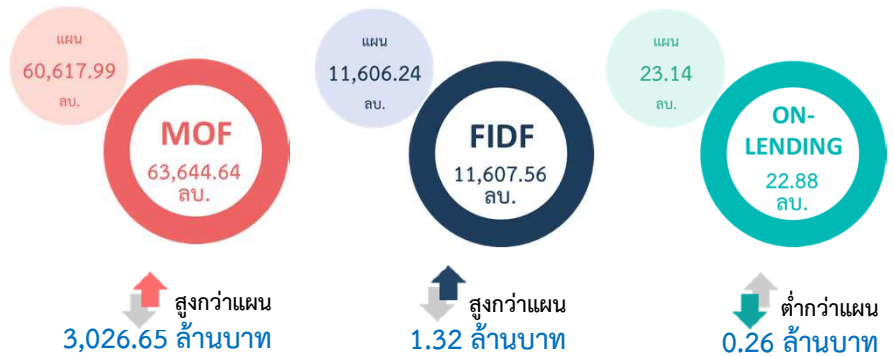 แผน
60,617.99
ลบ.
MOF
63,644.64
ลบ.
สูงกว่าแผน
3,026.65 ล้านบาท
แผน
11,606.24
ลบ.
FIDF
11,607.56
ลบ.
สูงกว่าแผน
1.32 ล้านบาท
แผน
23.14
ลบ.
ON-
LENDING
22.88
ลบ.
ต่ำกว่าแผน
0.26 ล้านบาท